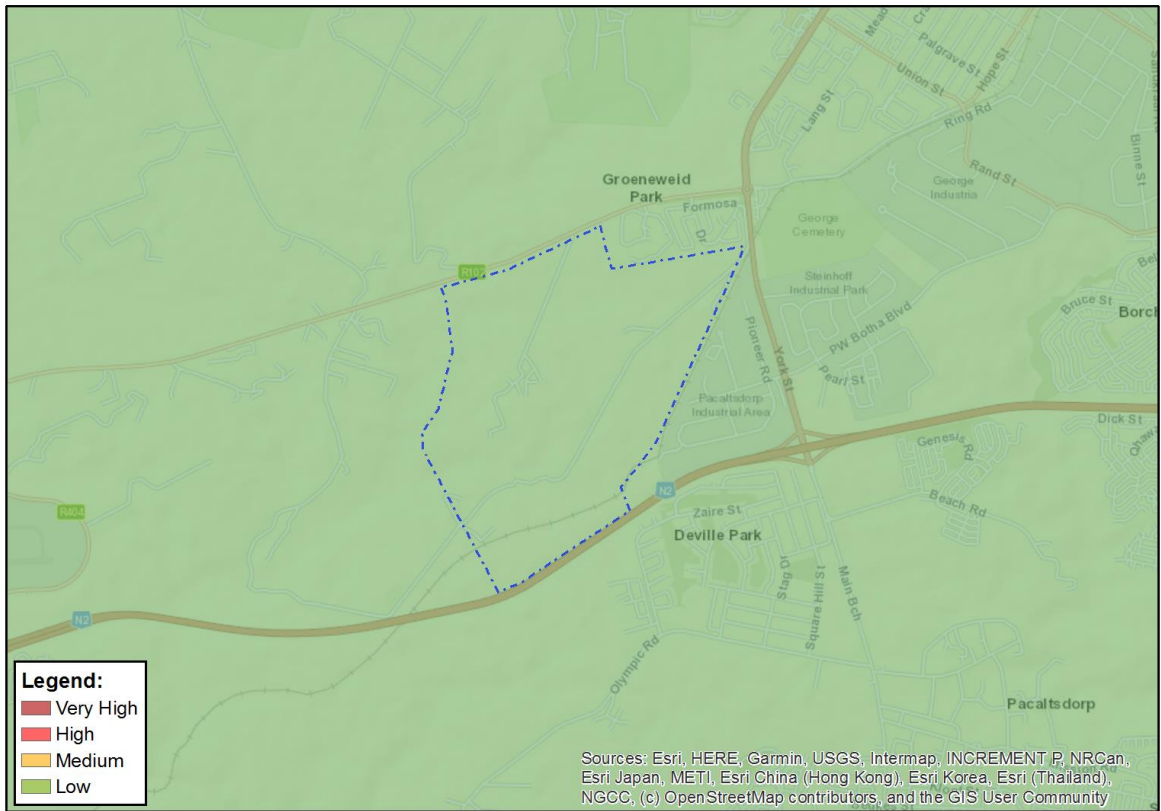 Mead
Palgrave St
Hope St
Union St
Lang St
Ring Rd
Binne St
Rand St
George
Industria
Groeneweid
Park
Formosa
Dr
George
Cemetery
R102
Steinhoff
Industrial Park
Bel
Bruce St
Borch
PW Botha Blvd
Pioneer Rd
York St
Pearl St
Pacaltsdorp
Industrial Area
Dick St
Genesis
Rd
N2
Beach Rd
R404
Zaire St
Deville Park
Stag Dr
Square Hill St
Main Bch
N2
Olympic Rd
Pacaltsdorp
Legend:
Very High
High
Medium
Low
Sources: Esri, HERE, Garmin, USGS, Intermap, INCREMENT P, NRCan,
Esri Japan, METI, Esri China (Hong Kong), Esri Korea, Esri (Thailand),
NGCC, (c) OpenStreetMap contributors, and the GIS User Community